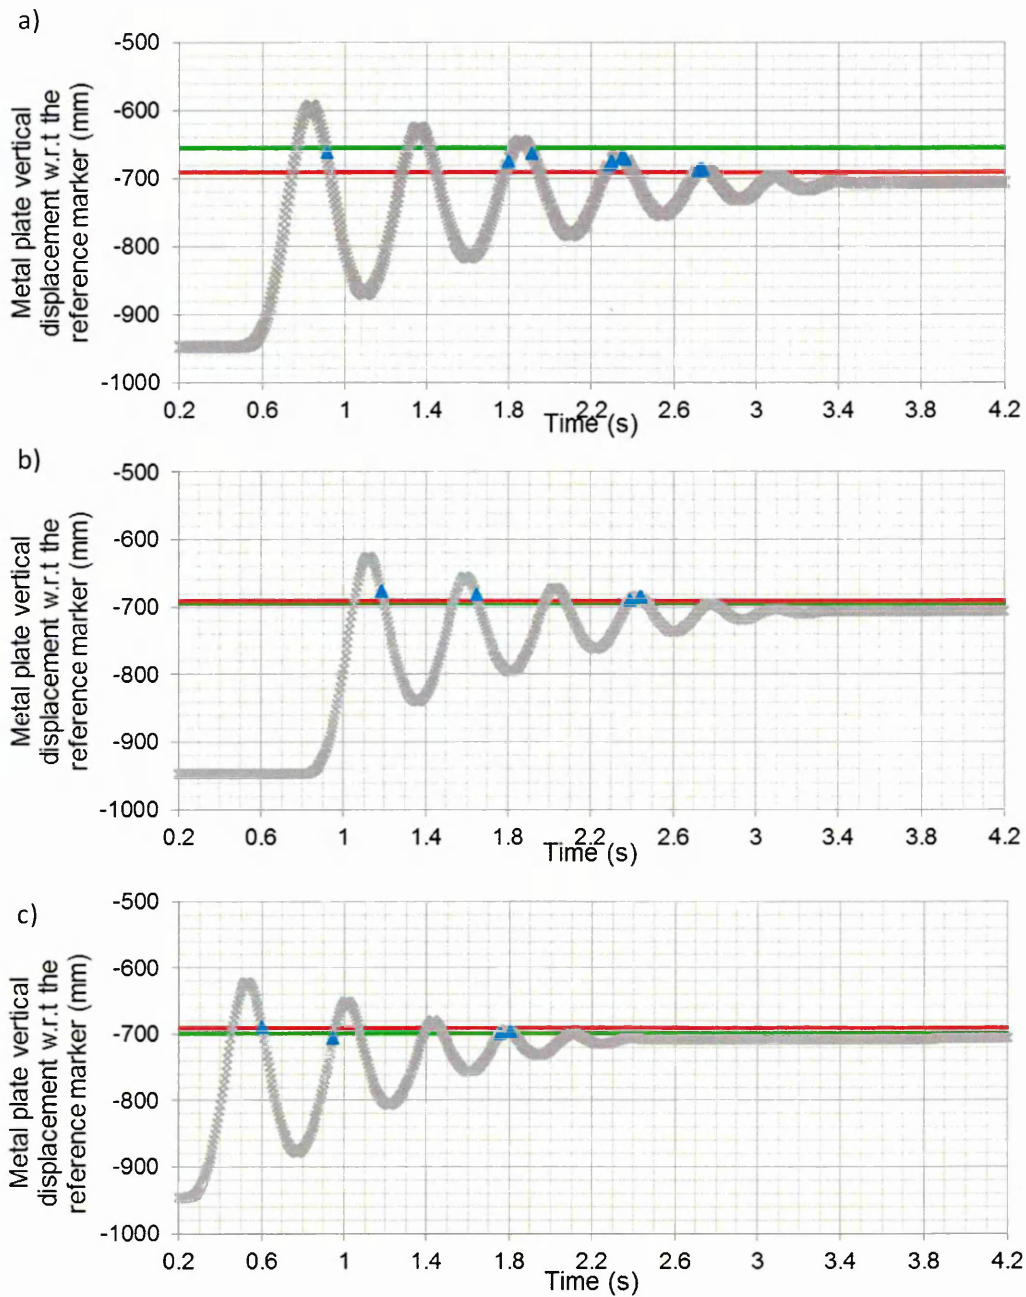 a)
Metal plate vertical
displacement w.r.t the
reference marker (mm)
-500
-600
-700
-800
-900
-1000
0.2 0.6 1 1.4 1.8 2.2 2.6 3 3.4 3.8 4.2
Time (s)
b)
Metal plate vertical
displacement w.r.t the
reference marker (mm)
-500
-600
-700
-800
-900
-1000
0.2 0.6 1 1.4 1.8 2.2 2.6 3 3.4 3.8 4.2
Time (s)
c)
Metal plate vertical
displacement w.r.t the
reference marker (mm)
-500
-600
-700
-800
-900
-1000
0.2 0.6 1 1.4 1.8 2.2 2.6 3 3.4 3.8 4.2
Time (s)